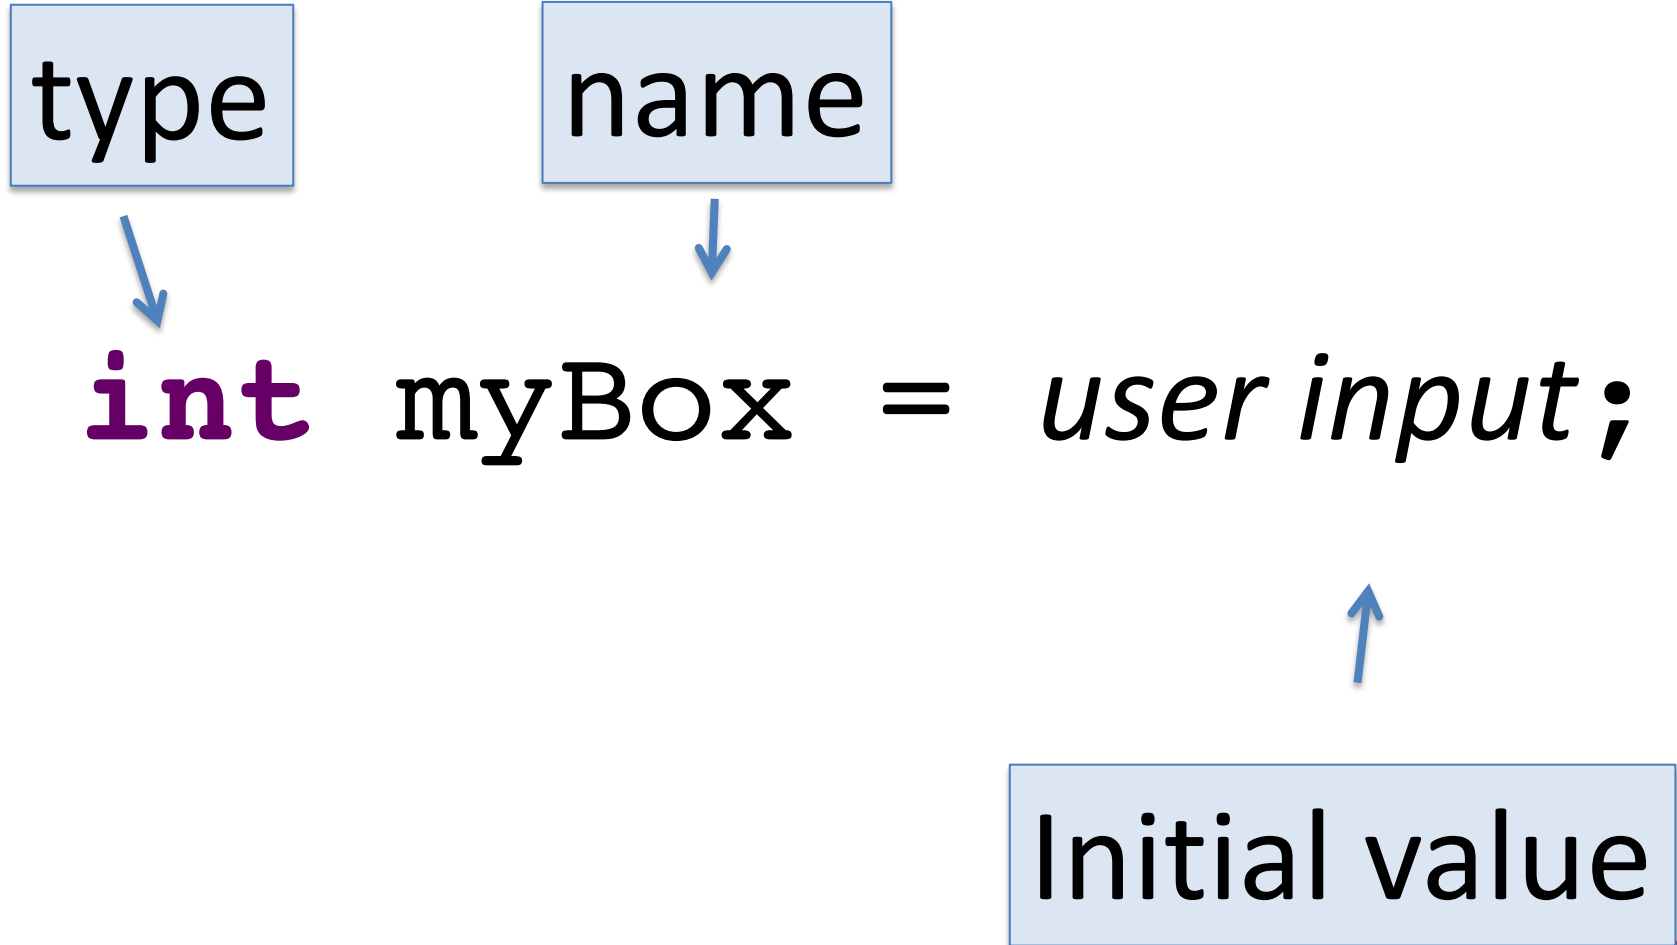 type
name
int myBox = user input;
Initial value